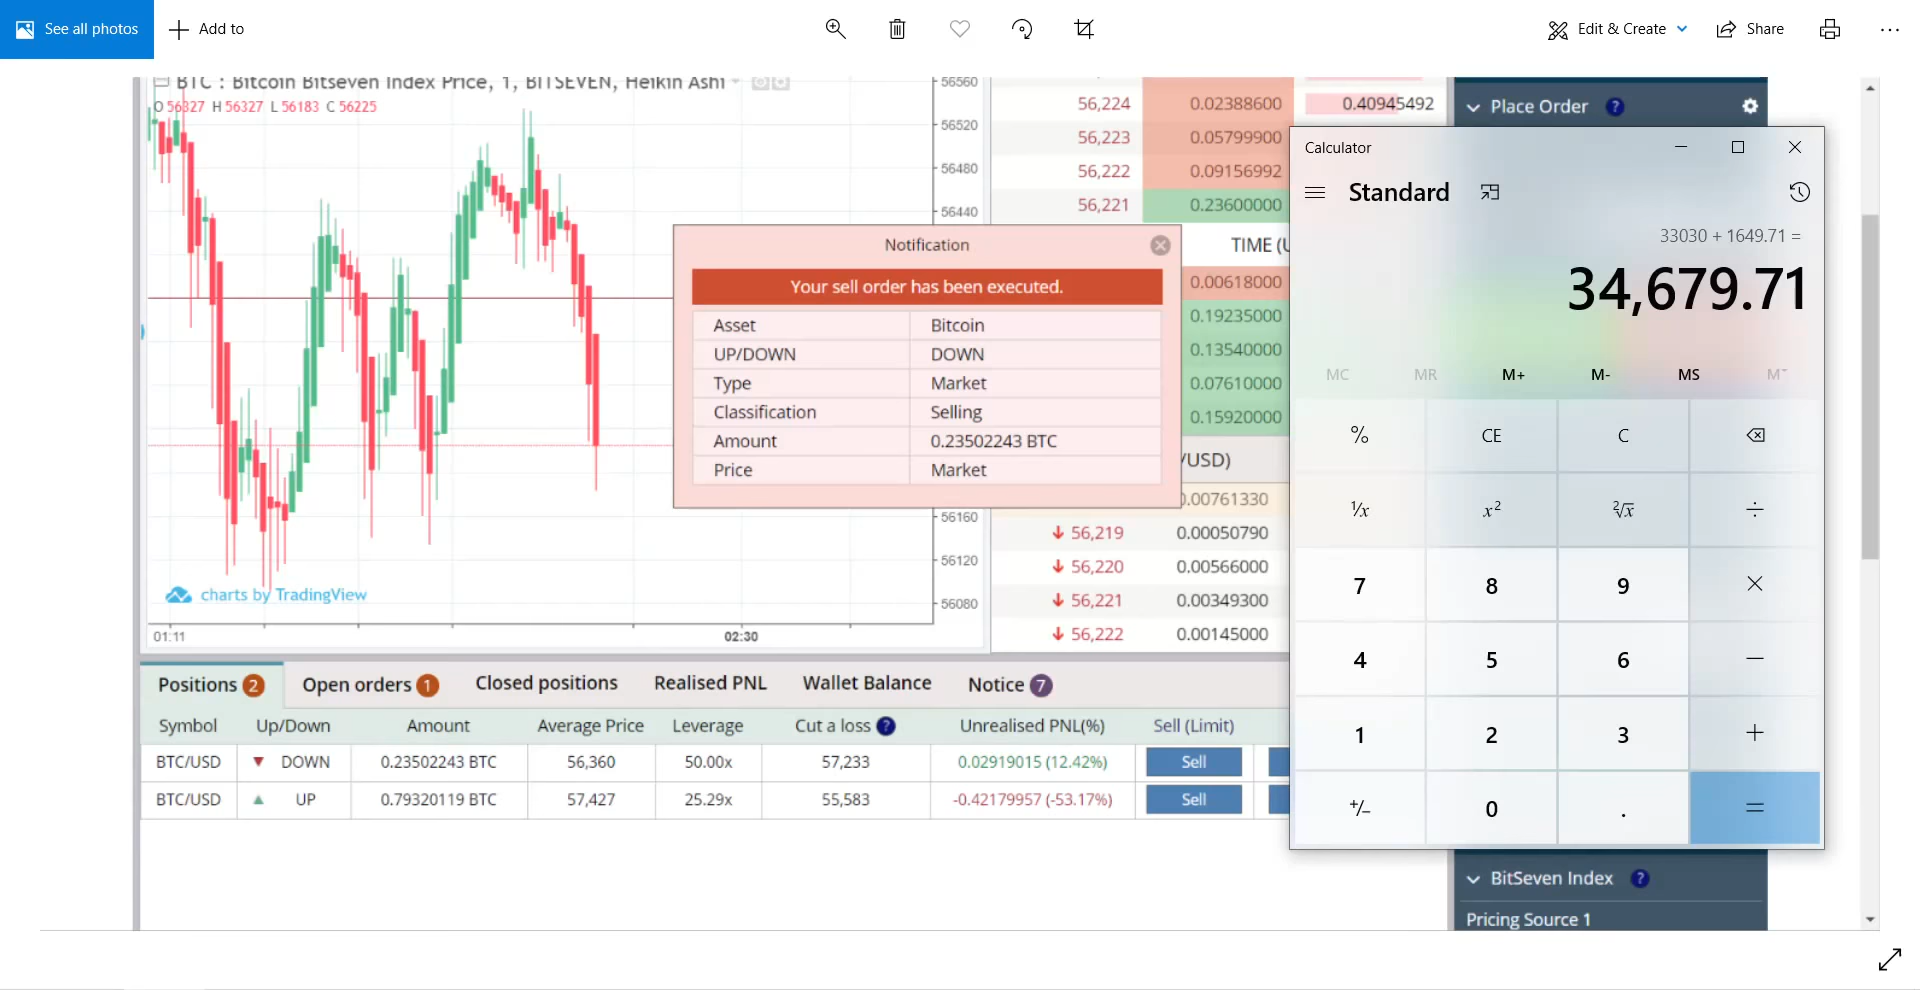 See all photos
Add to
Edit & Create
Share
BTC : Bitcoin Bitseven Index Price, 1, BITSEVEN, Heikin Ashi
O 56327 H 56327 L 56183 C 56225
56560
56520
56480
56440
56160
56120
56080
charts by TradingView
01:11
02:30
56,224 0.02388600 0.40945492
56,223 0.05799900
56,222 0.09156992
56,221 0.23600000
TIME (U
0.00618000
0.19235000
0.13540000
0.07610000
0.15920000
/USD)
0.00761330
56,219 0.00050790
56,220 0.00566000
56,221 0.00349300
56,222 0.00145000
Notification
Your sell order has been executed.
Asset Bitcoin
UP/DOWN DOWN
Type Market
Classification Selling
Amount 0.23502243 BTC
Price Market
Place Order ?
Calculator
Standard
33030 + 1649.71 =
34,679.71
MC MR M+ M- MS M˅
% CE C
¹/x x² ²√x ÷
7 8 9 ×
4 5 6 −
1 2 3 +
+/− 0 . =
Positions 2 Open orders 1 Closed positions Realised PNL Wallet Balance Notice 7
Symbol Up/Down Amount Average Price Leverage Cut a loss ? Unrealised PNL(%) Sell (Limit)
BTC/USD DOWN 0.23502243 BTC 56,360 50.00x 57,233 0.02919015 (12.42%) Sell
BTC/USD UP 0.79320119 BTC 57,427 25.29x 55,583 -0.42179957 (-53.17%) Sell
BitSeven Index ?
Pricing Source 1